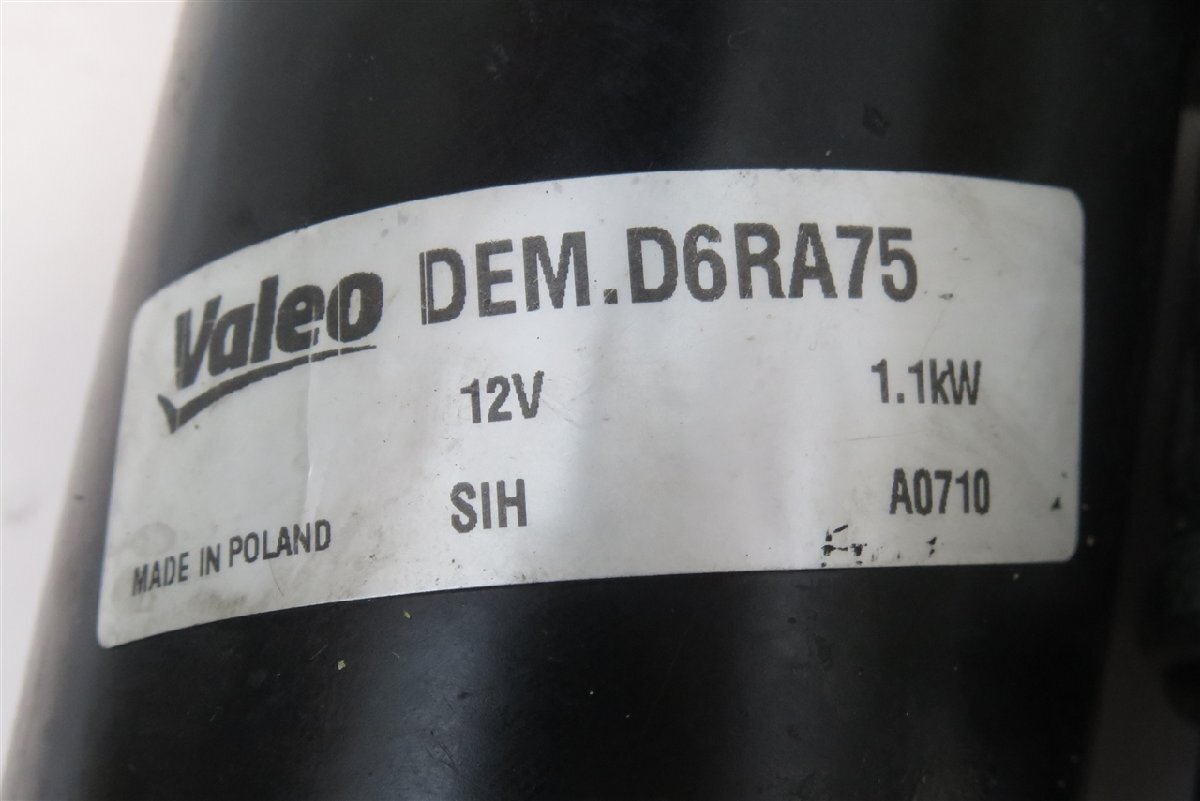 Valeo DEM.D6RA75
12V 1.1kW
SIH A0710
MADE IN POLAND